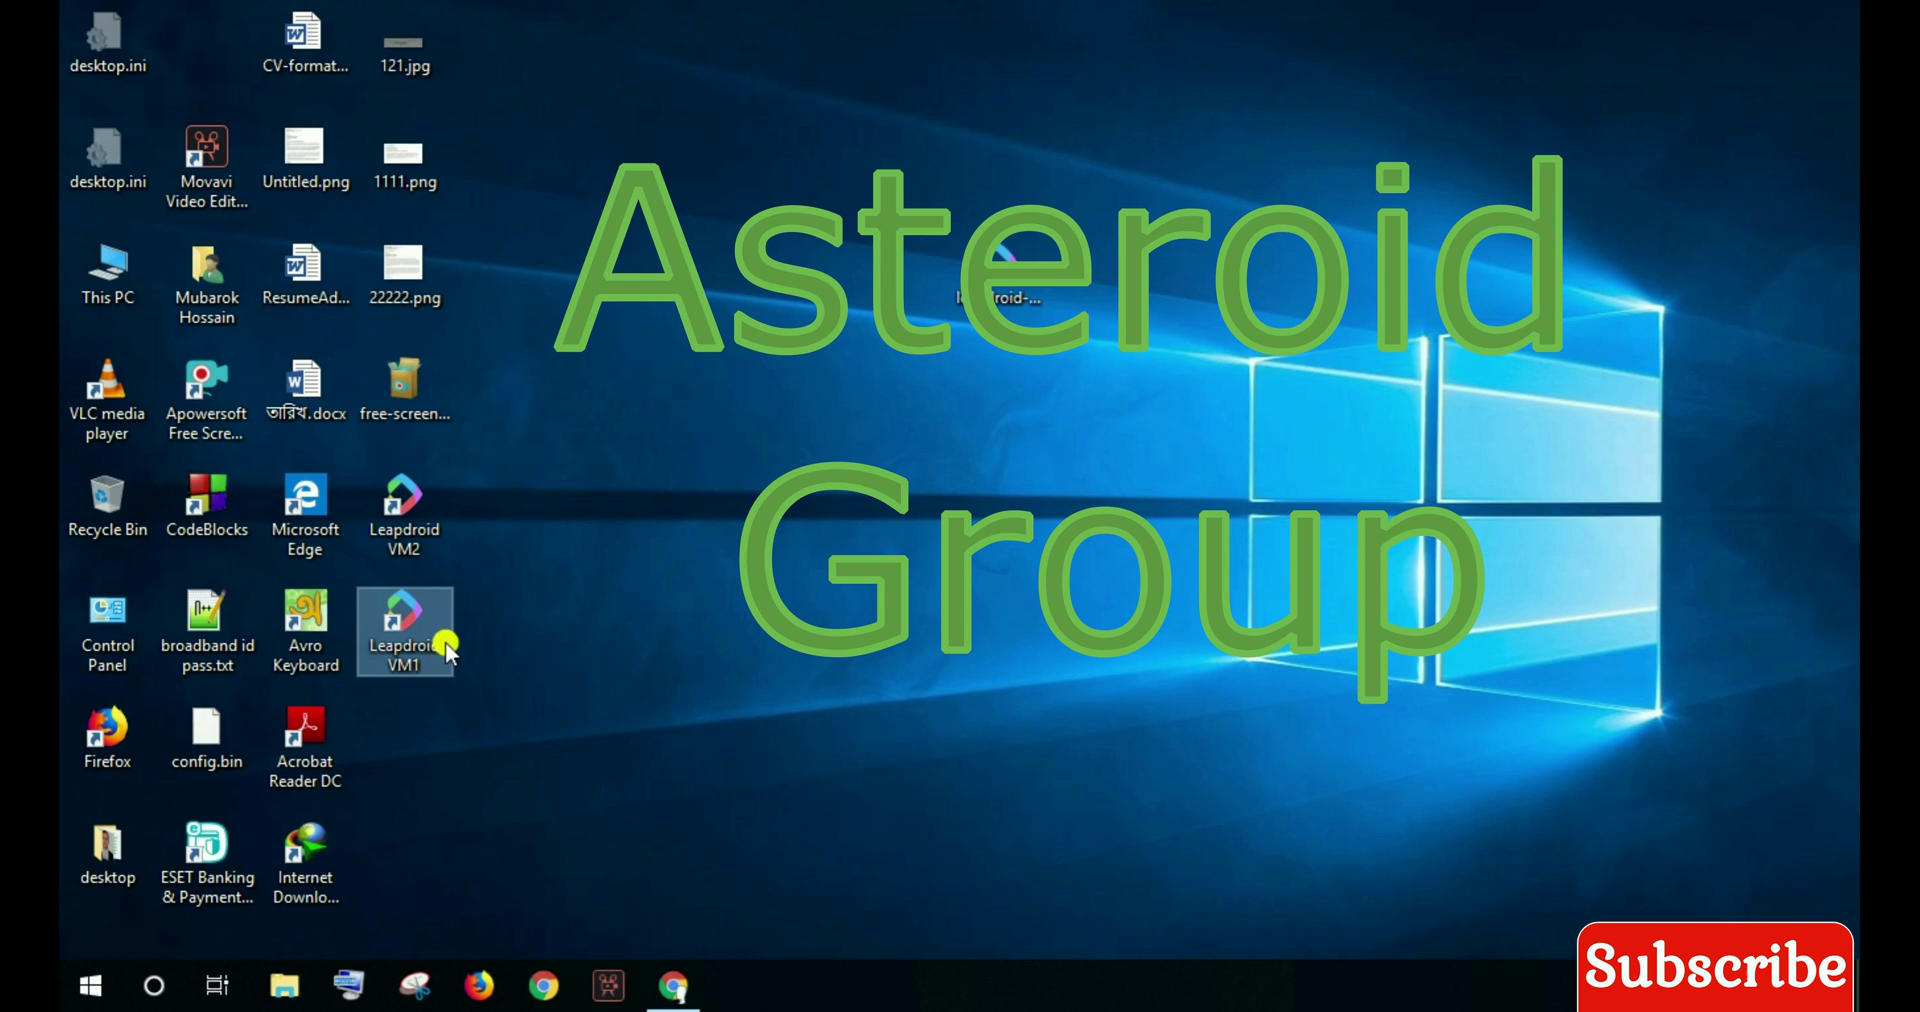 desktop.ini
CV-format...
121.jpg
desktop.ini
Movavi
Video Edit...
Untitled.png
1111.png
This PC
Mubarok
Hossain
ResumeAd...
22222.png
Asteroid
VLC media
player
Apowersoft
Free Scre...
তারিখ.docx
free-screen...
Recycle Bin
CodeBlocks
Microsoft
Edge
Leapdroid
VM2
Group
Control
Panel
broadband id
pass.txt
Avro
Keyboard
Leapdroid
VM1
Firefox
config.bin
Acrobat
Reader DC
desktop
ESET Banking
& Payment...
Internet
Downlo...
Subscribe